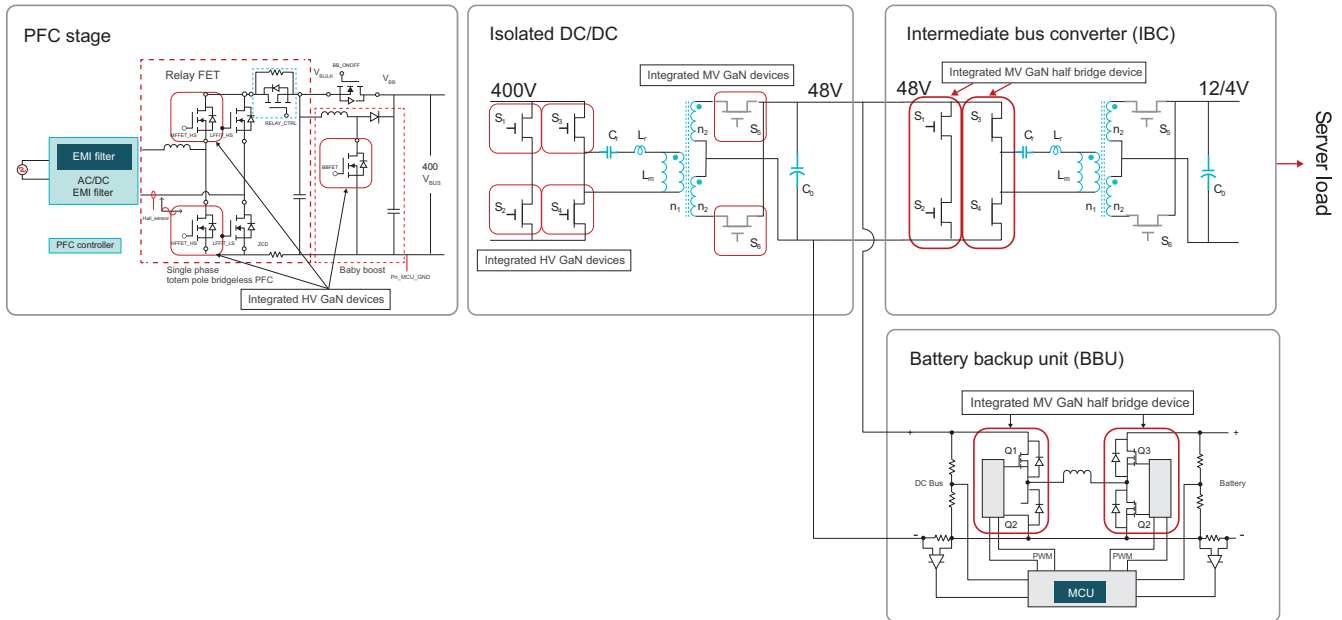 PFC stage
Relay FET
BB_ONOFF
VBULK
VBB
RELAY_CTRL
HFFET_HS
LFFET_HS
EMI filter
AC/DC
EMI filter
BBFET
400
VBUS
Hall_sensor
HFFET_HS
LFFET_LS
ZCD
PFC controller
Single phase
totem pole bridgeless PFC
Baby boost
Pri_MCU_GND
Integrated HV GaN devices
Isolated DC/DC
Integrated MV GaN devices
400V
48V
S1
S3
Cr
Lr
n2
S5
Lm
C0
S2
S4
n1
n2
S6
Integrated HV GaN devices
Intermediate bus converter (IBC)
Integrated MV GaN half bridge device
48V
12/4V
S1
S3
Cr
Lr
n2
S5
Lm
C0
S2
S4
n1
n2
S6
Server load
Battery backup unit (BBU)
Integrated MV GaN half bridge device
+
+
Q1
Q3
DC Bus
Battery
Q2
Q2
-
-
PWM
PWM
MCU